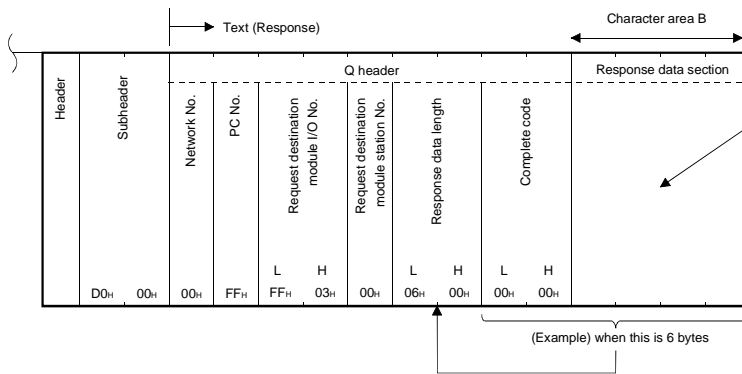 Text (Response)
Character area B
Q header
Response data section
Header
Subheader
Network No.
PC No.
Request destination
module I/O No.
Request destination
module station No.
Response data length
Complete code
L H L H L H
D0H 00H 00H FFH FFH 03H 00H 06H 00H 00H 00H
(Example) when this is 6 bytes